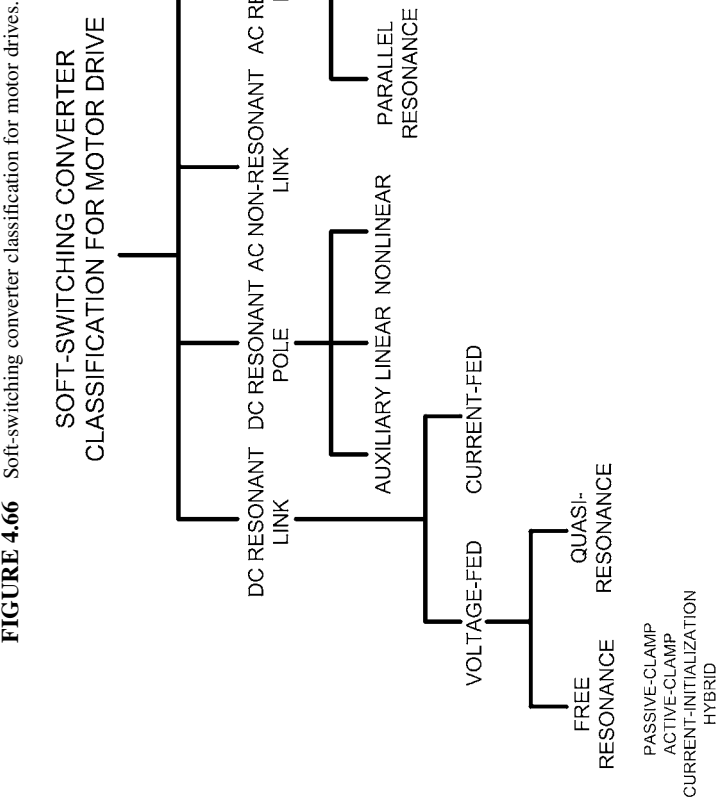 FIGURE 4.66 Soft-switching converter classification for motor drives.
SOFT-SWITCHING CONVERTER
CLASSIFICATION FOR MOTOR DRIVE
DC RESONANT
LINK
DC RESONANT
POLE
AC NON-RESONANT
LINK
AC RE
AUXILIARY
LINEAR
NONLINEAR
PARALLEL
RESONANCE
VOLTAGE-FED
CURRENT-FED
FREE
RESONANCE
QUASI-
RESONANCE
PASSIVE-CLAMP
ACTIVE-CLAMP
CURRENT-INITIALIZATION
HYBRID